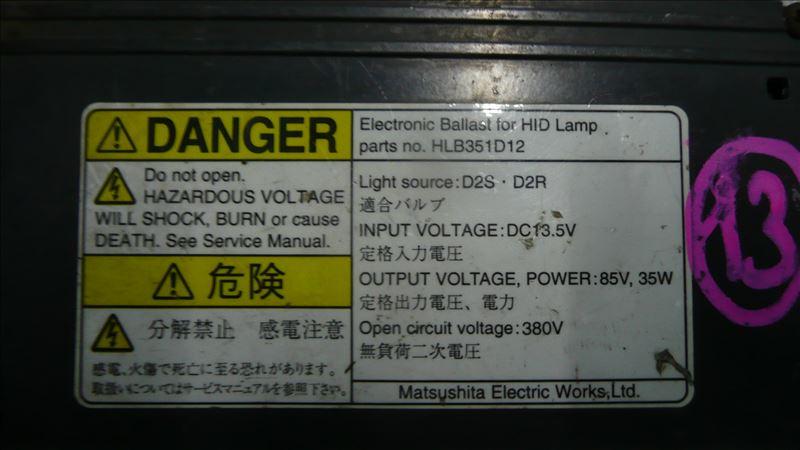 DANGER
Do not open.
HAZARDOUS VOLTAGE
WILL SHOCK, BURN or cause
DEATH. See Service Manual.
危険
分解禁止 感電注意
感電、火傷で死亡に至る恐れがあります。
取扱いについてはサービスマニュアルを参照下さい。
Electronic Ballast for HID Lamp
parts no. HLB351D12
Light source:D2S・D2R
適合バルブ
INPUT VOLTAGE:DC13.5V
定格入力電圧
OUTPUT VOLTAGE, POWER:85V, 35W
定格出力電圧、電力
Open circuit voltage:380V
無負荷二次電圧
Matsushita Electric Works,Ltd.
13